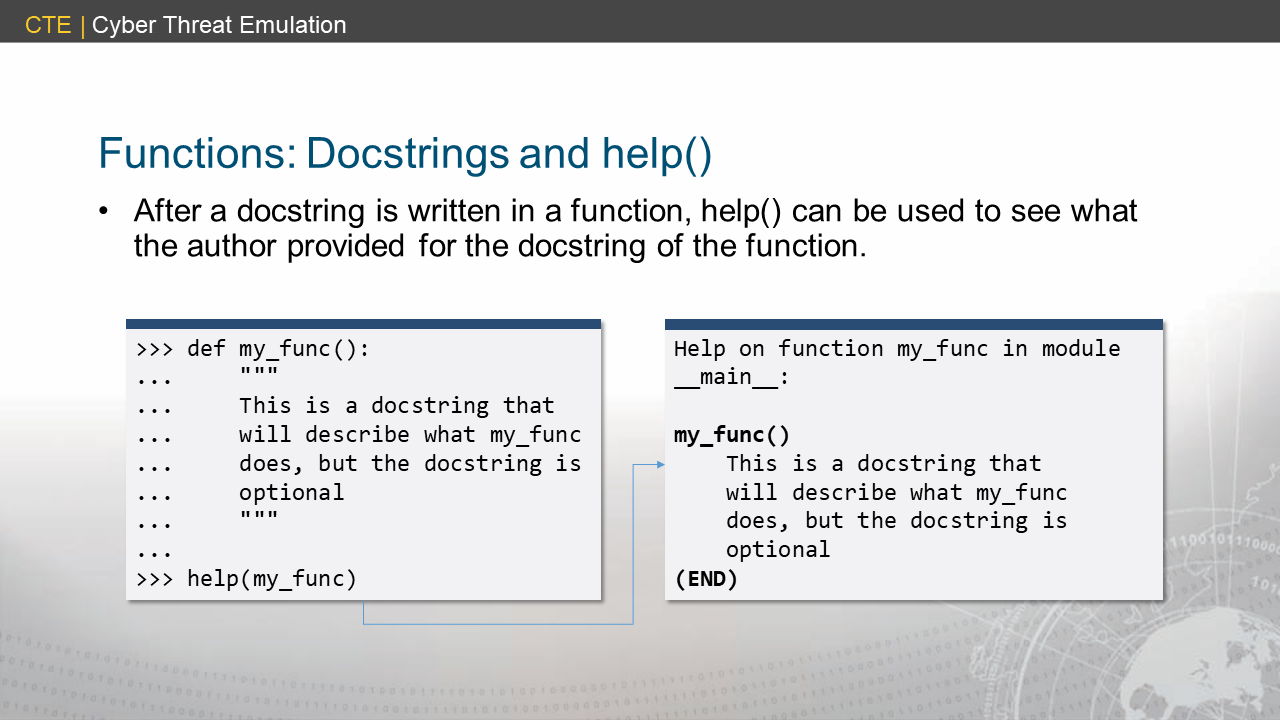 CTE | Cyber Threat Emulation
Functions: Docstrings and help()
• After a docstring is written in a function, help() can be used to see what
the author provided for the docstring of the function.
>>> def my_func():
...     """
...     This is a docstring that
...     will describe what my_func
...     does, but the docstring is
...     optional
...     """
...
>>> help(my_func)
Help on function my_func in module
__main__:
my_func()
    This is a docstring that
    will describe what my_func
    does, but the docstring is
    optional
(END)